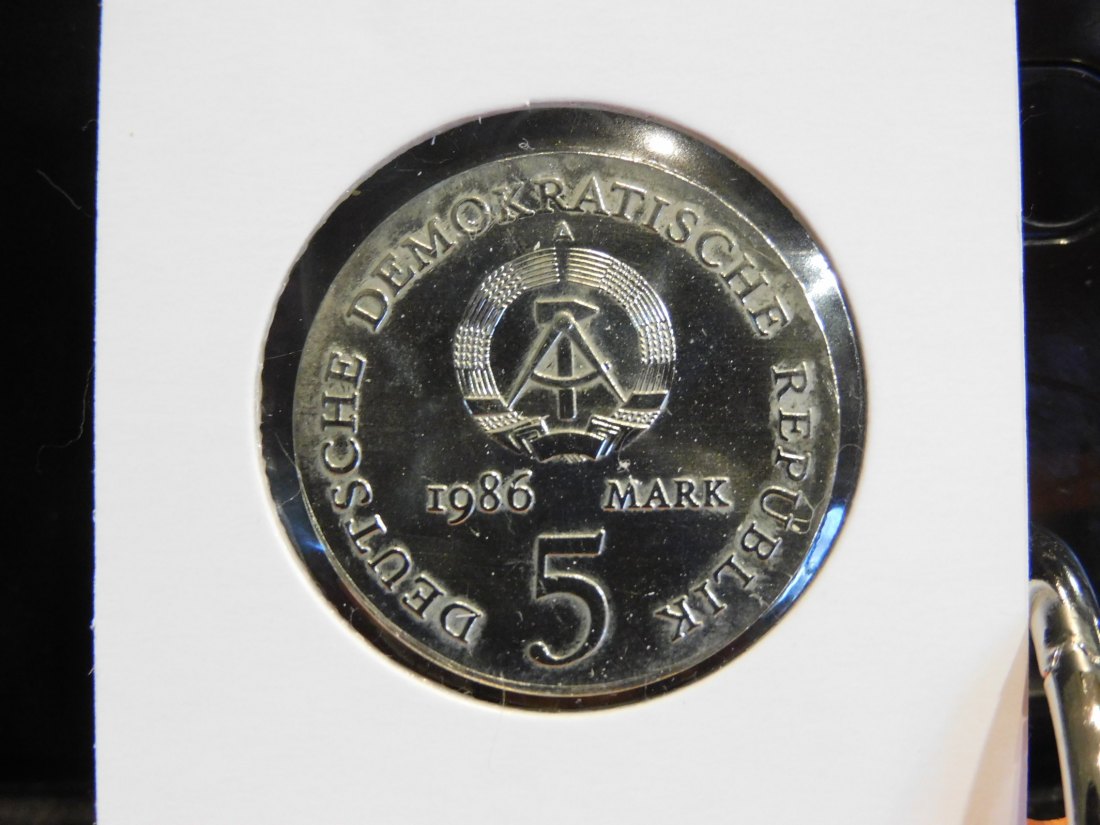 DEUTSCHE DEMOKRATISCHE REPUBLIK
A
1986 MARK
5